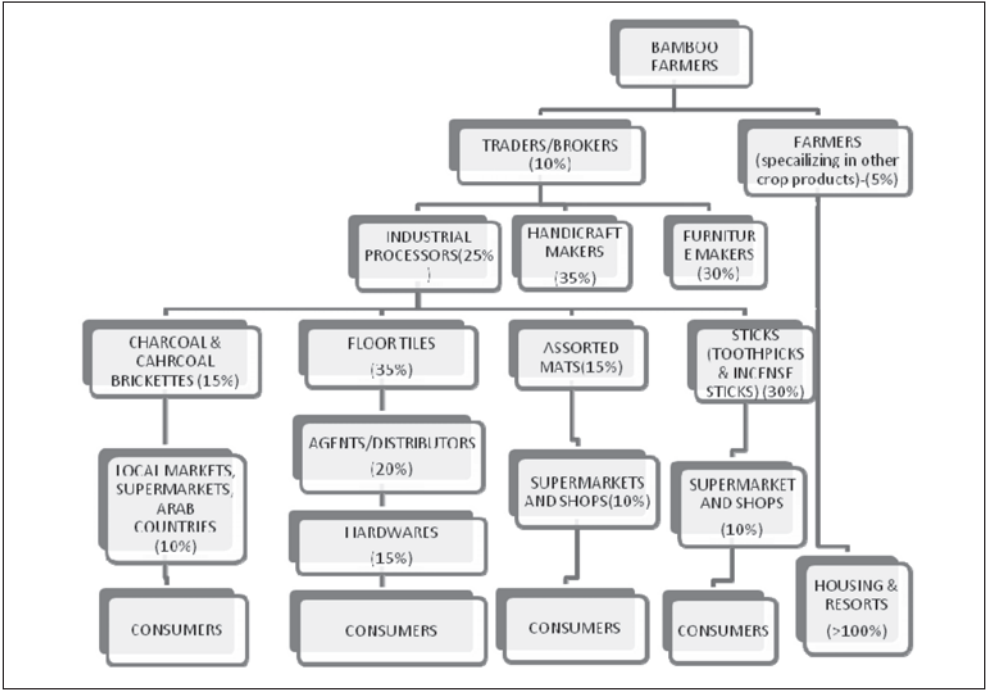 BAMBOO
FARMERS
TRADERS/BROKERS
(10%)
FARMERS
(specailizing in other
crop products)-(5%)
INDUSTRIAL
PROCESSORS(25%
)
HANDICRAFT
MAKERS
(35%)
FURNITUR
E MAKERS
(30%)
CHARCOAL &
CAHRCOAL
BRICKETTES (15%)
FLOOR TILES
(35%)
ASSORTED
MATS(15%)
STICKS
(TOOTHPICKS
& INCENSE
STICKS) (30%)
LOCAL MARKETS,
SUPERMARKETS,
ARAB
COUNTRIES
(10%)
AGENTS/DISTRIBUTORS
(20%)
HARDWARES
(15%)
SUPERMARKETS
AND SHOPS(10%)
SUPERMARKET
AND SHOPS
(10%)
HOUSING &
RESORTS
(>100%)
CONSUMERS
CONSUMERS
CONSUMERS
CONSUMERS